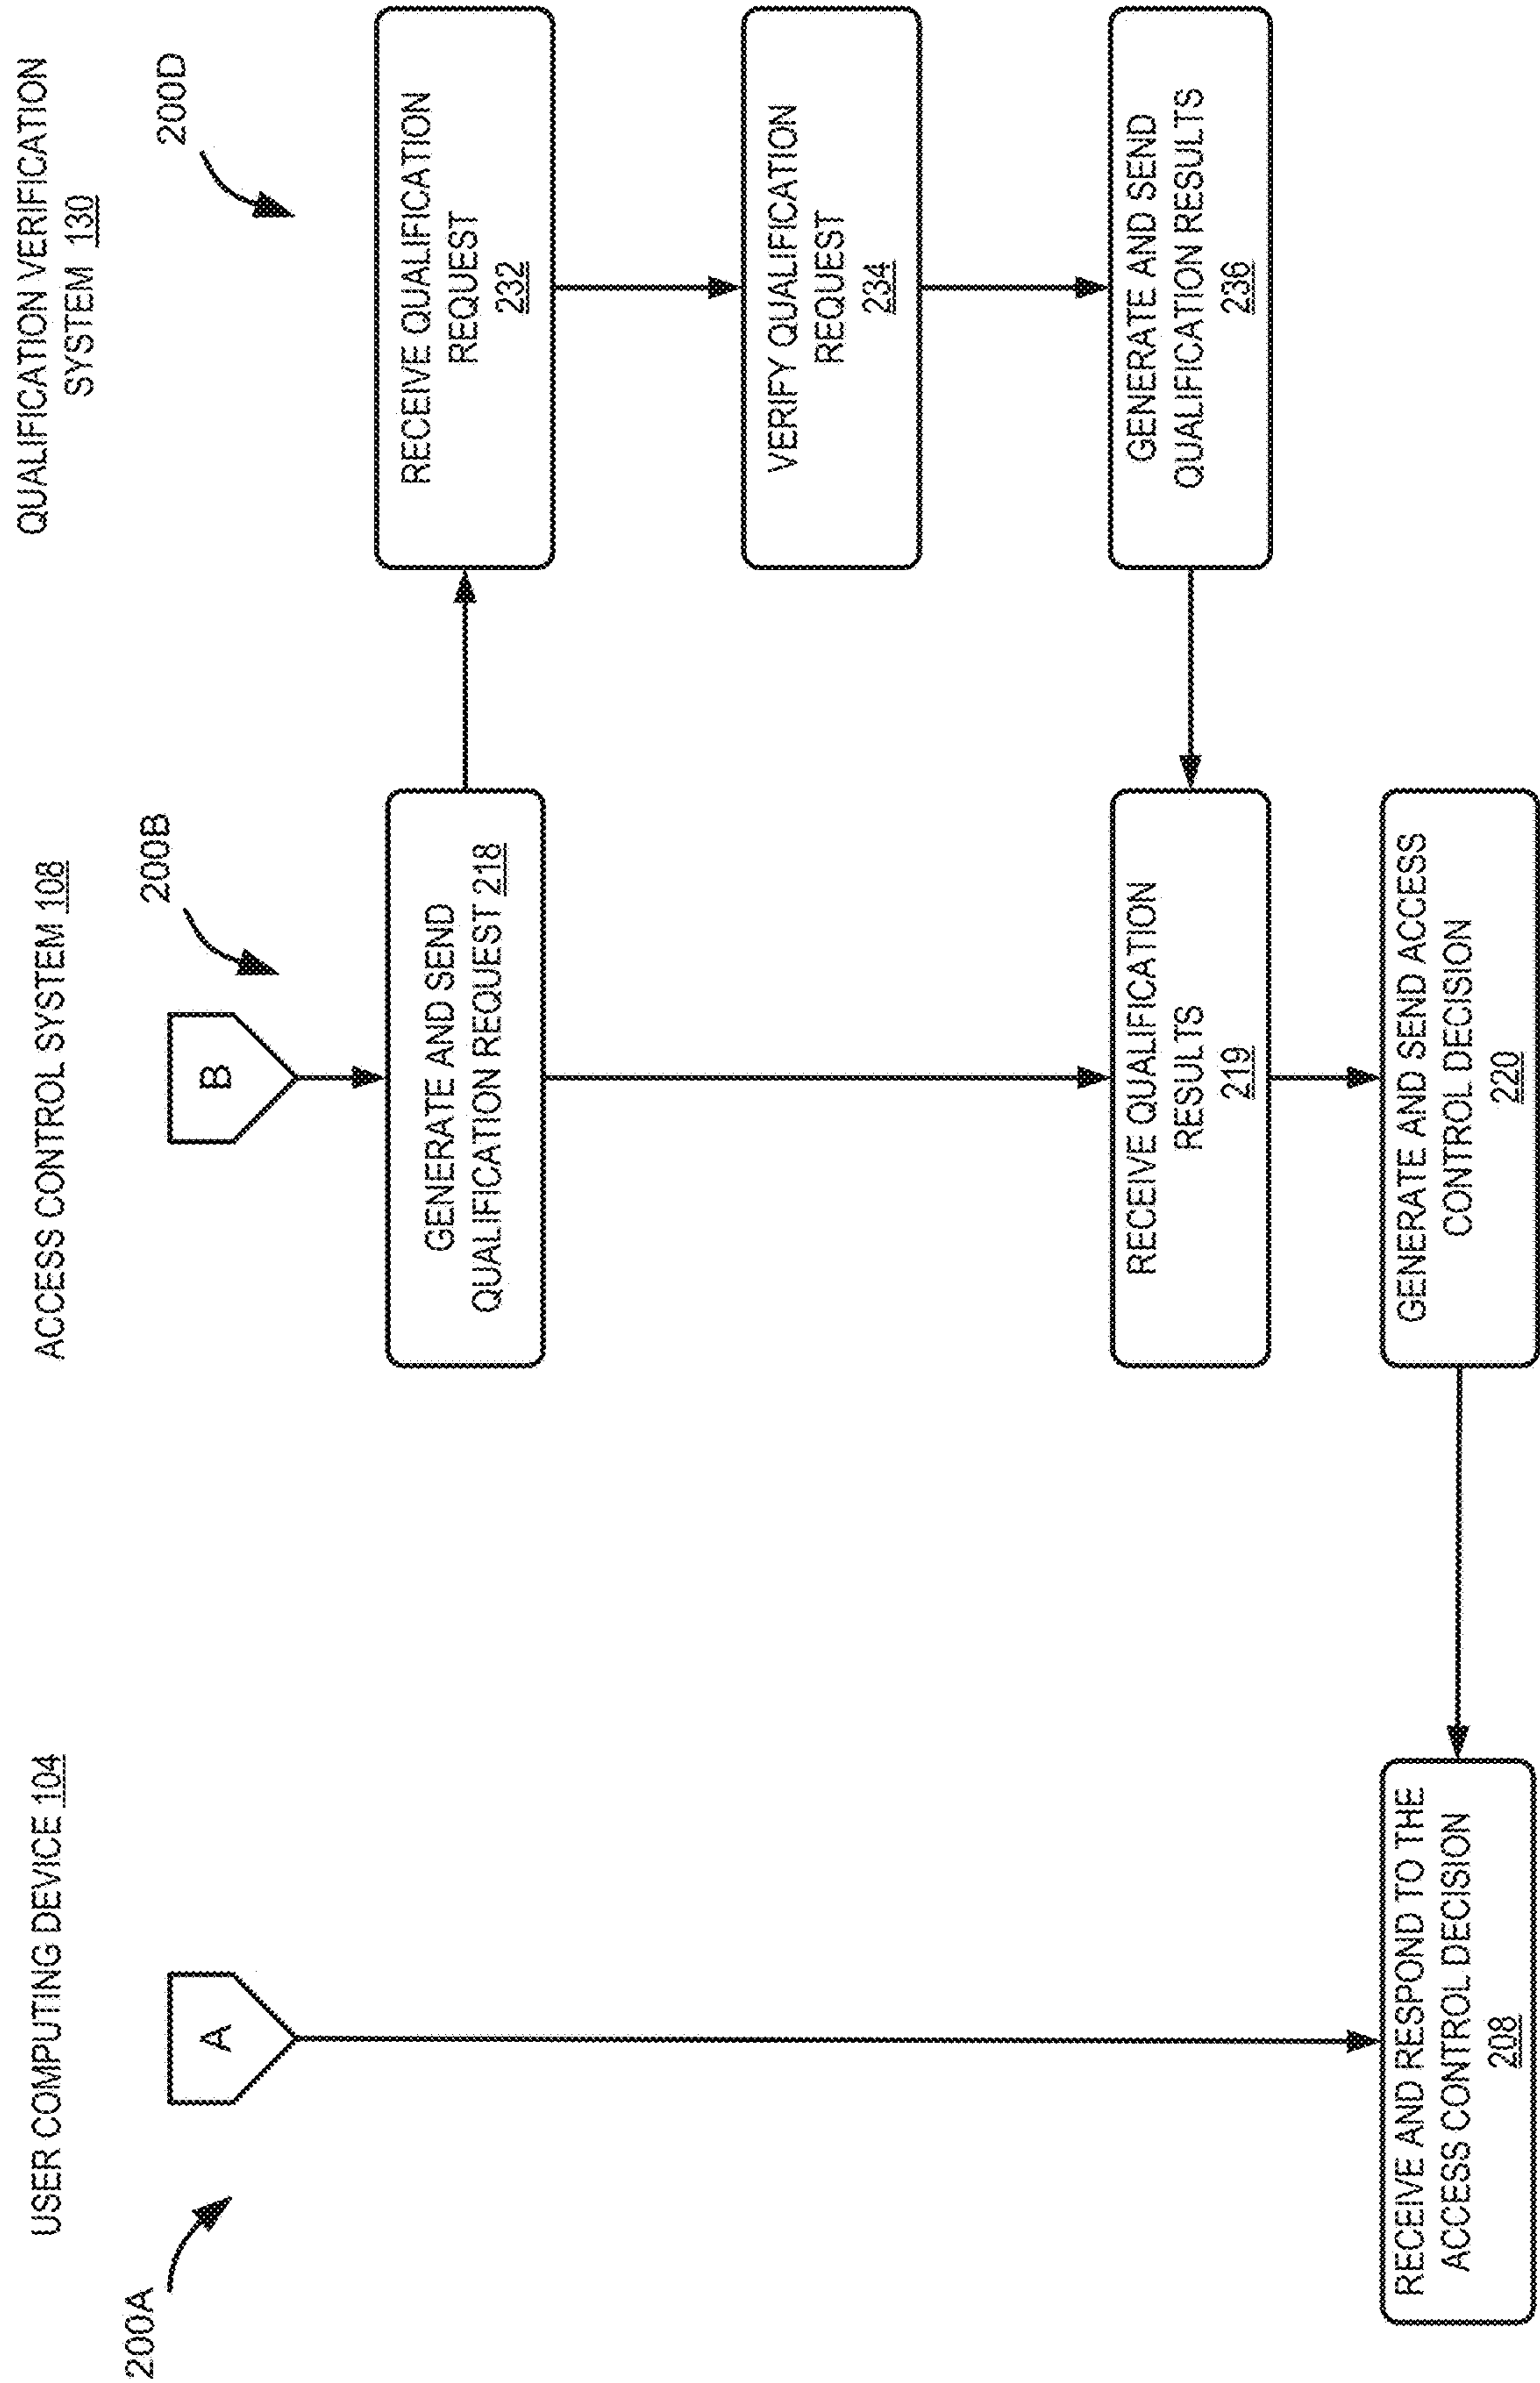 USER COMPUTING DEVICE 104
ACCESS CONTROL SYSTEM 108
QUALIFICATION VERIFICATION
SYSTEM 130
200A
A
200B
B
200D
GENERATE AND SEND
QUALIFICATION REQUEST 218
RECEIVE QUALIFICATION
REQUEST
232
VERIFY QUALIFICATION
REQUEST
234
RECEIVE QUALIFICATION
RESULTS
219
GENERATE AND SEND
QUALIFICATION RESULTS
236
RECEIVE AND RESPOND TO THE
ACCESS CONTROL DECISION
208
GENERATE AND SEND ACCESS
CONTROL DECISION
220